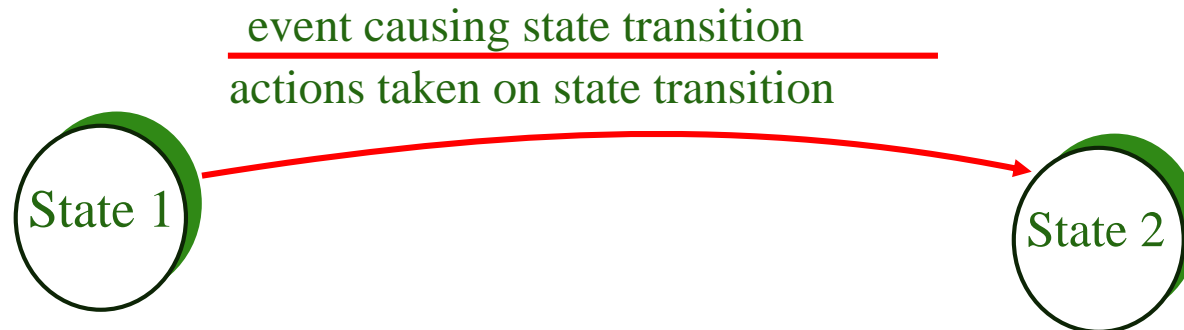 event causing state transition
actions taken on state transition
State 1
State 2